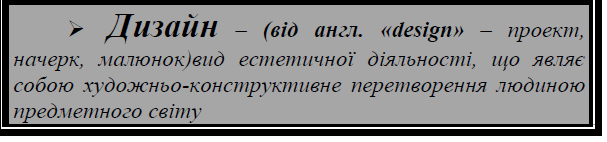 ➢ Дизайн – (від англ. «design» – проект,
начерк, малюнок)вид естетичної діяльності, що являє
собою художньо-конструктивне перетворення людиною
предметного світу